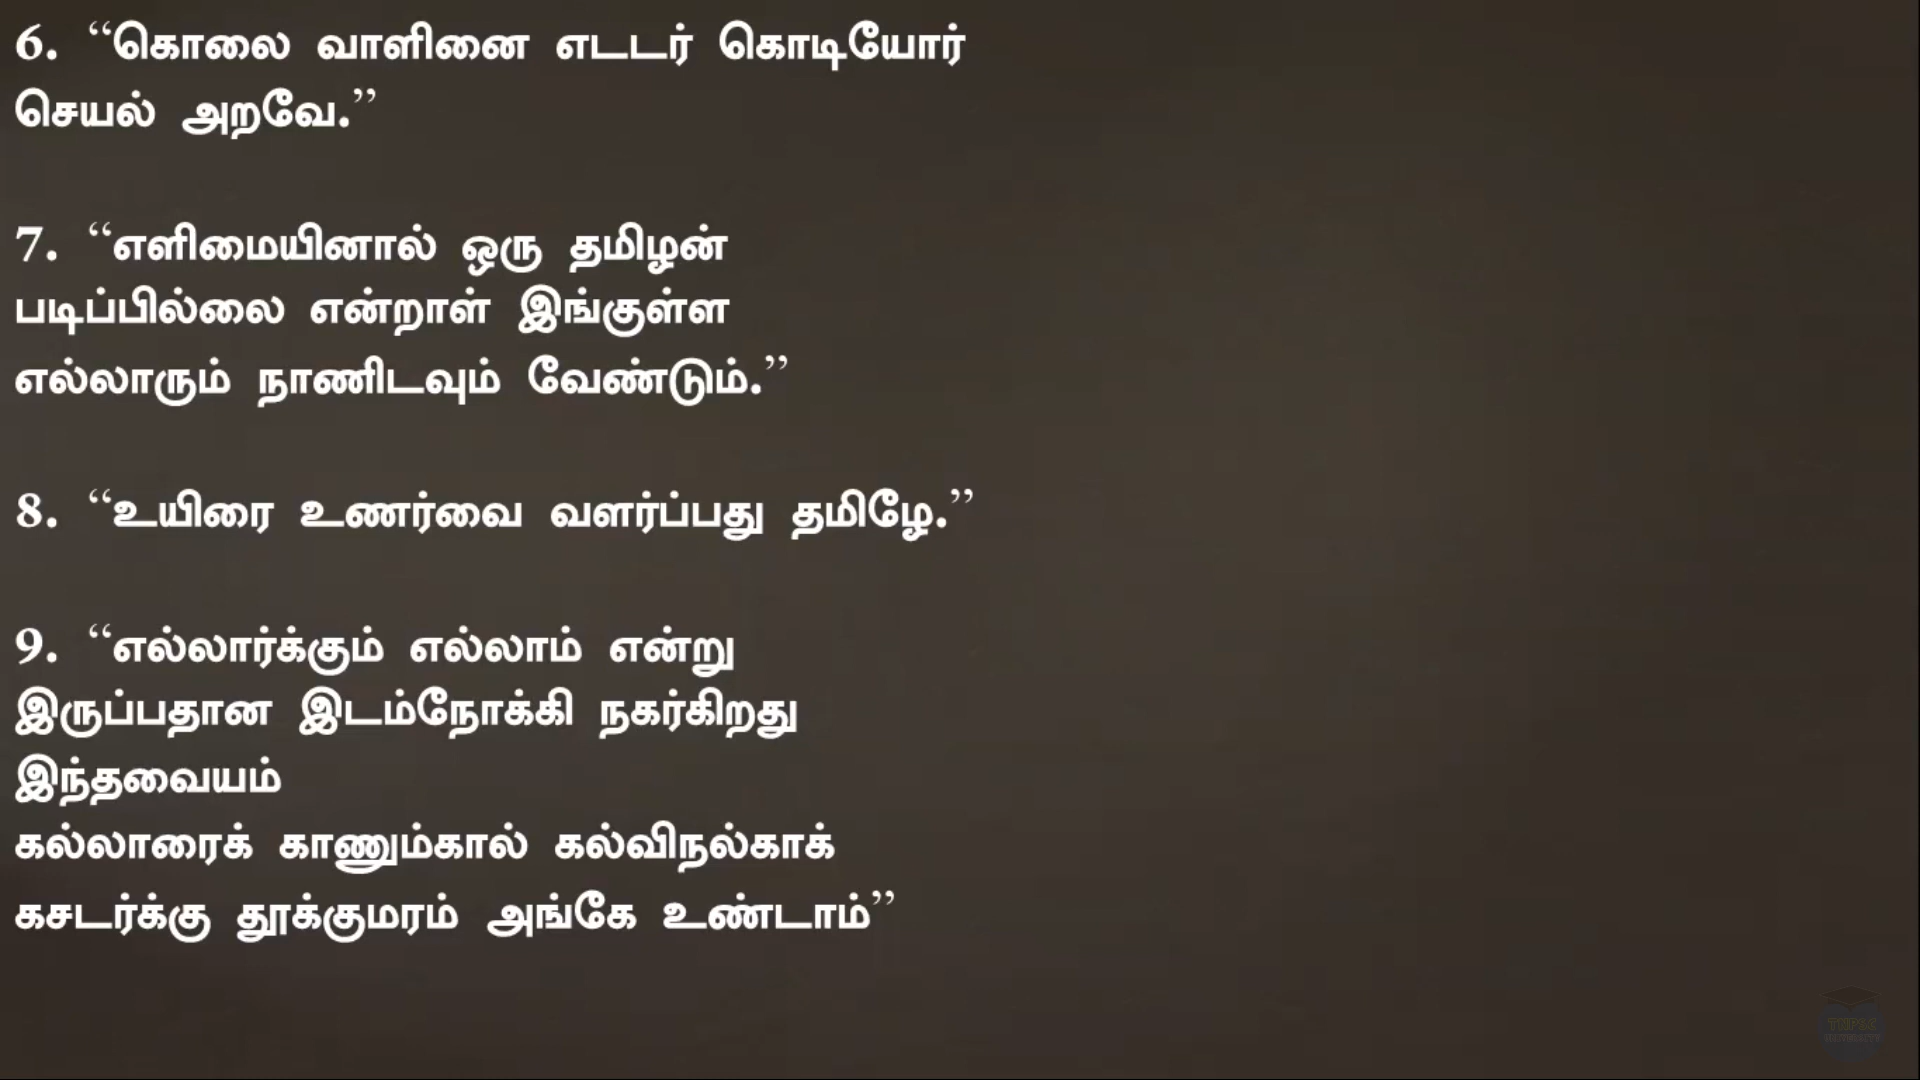 6. “கொலை வாளினை எடடர் கொடியோர்
செயல் அறவே.”
7. “எளிமையினால் ஒரு தமிழன்
படிப்பில்லை என்றாள் இங்குள்ள
எல்லாரும் நாணிடவும் வேண்டும்.”
8. “உயிரை உணர்வை வளர்ப்பது தமிழே.”
9. “எல்லார்க்கும் எல்லாம் என்று
இருப்பதான இடம்நோக்கி நகர்கிறது
இந்தவையம்
கல்லாரைக் காணும்கால் கல்விநல்காக்
கசடர்க்கு தூக்குமரம் அங்கே உண்டாம்”
TNPSC